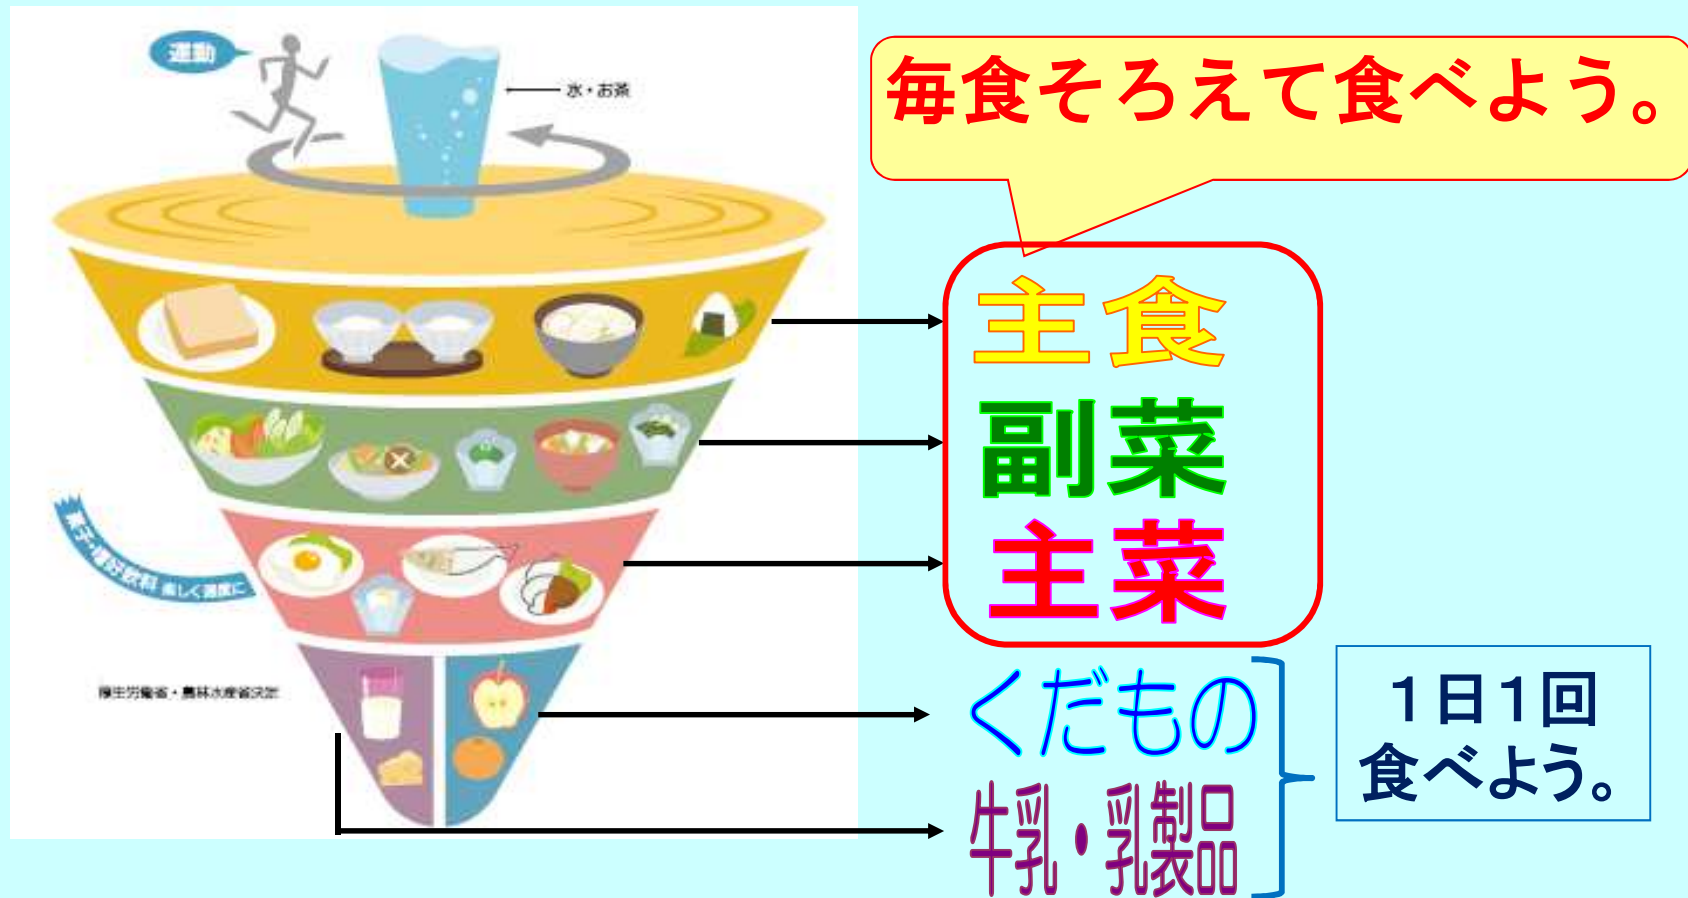 運動
水・お茶
毎食そろえて食べよう。
主食
副菜
主菜
菓子・嗜好飲料 楽しく適度に
厚生労働省・農林水産省決定
くだもの
牛乳・乳製品
1日1回
食べよう。